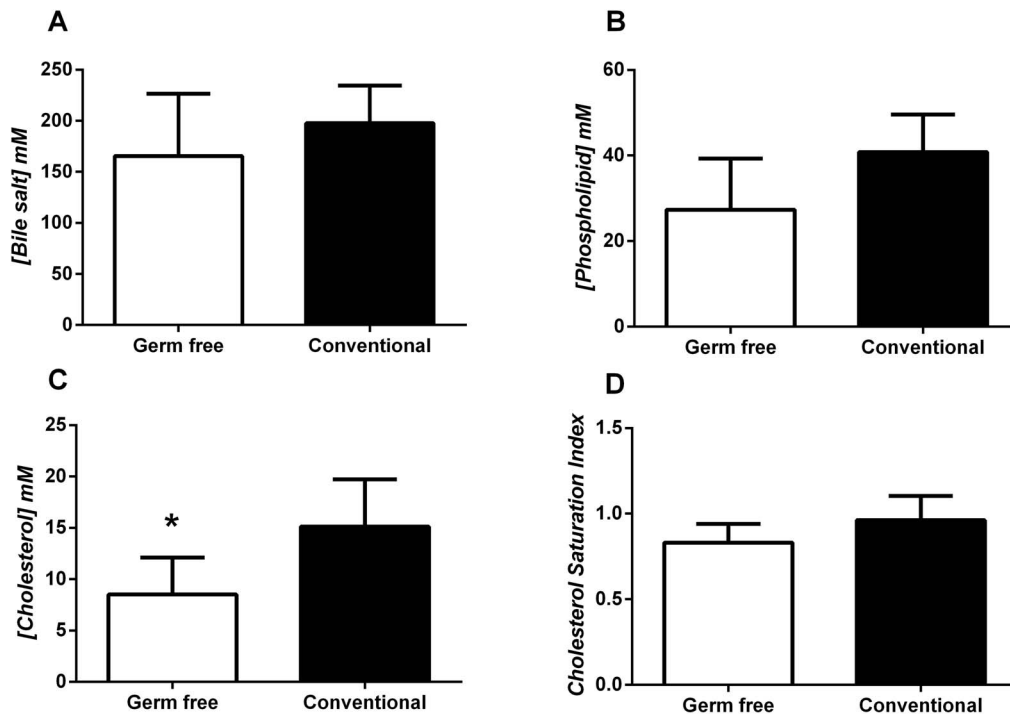 A
[Bile salt] mM
250
200
150
100
50
0
Germ free
Conventional
B
[Phospholipid] mM
60
40
20
0
Germ free
Conventional
C
[Cholesterol] mM
25
20
15
10
5
0
*
Germ free
Conventional
D
Cholesterol Saturation Index
1.5
1.0
0.5
0.0
Germ free
Conventional